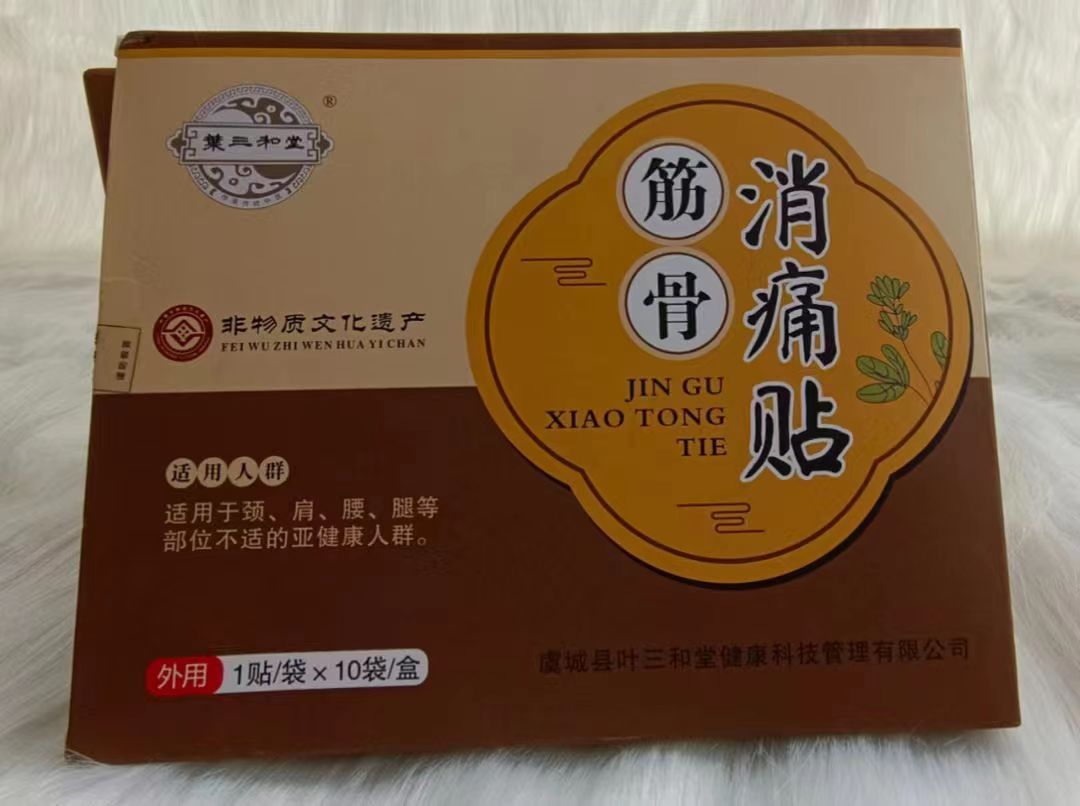 葉三和堂
®
非物质文化遗产
FEI WU ZHI WEN HUA YI CHAN
适用人群
适用于颈、肩、腰、腿等
部位不适的亚健康人群。
外用 1贴/袋×10袋/盒
筋骨
消痛贴
JIN GU
XIAO TONG
TIE
虞城县叶三和堂健康科技管理有限公司